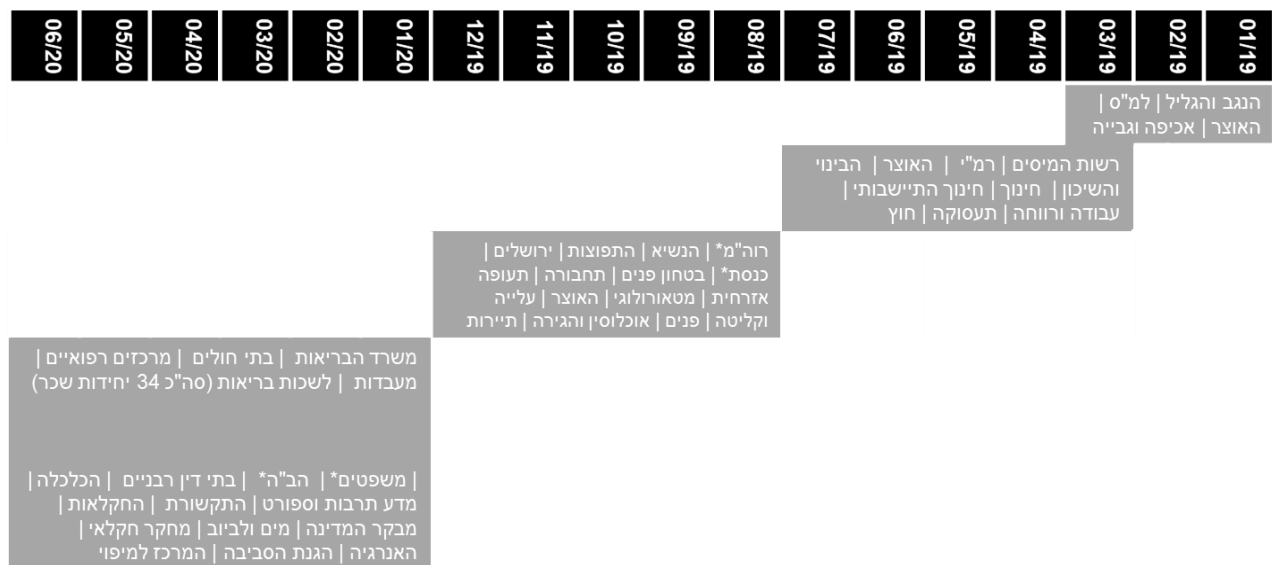 01/19
02/19
03/19
04/19
05/19
06/19
07/19
08/19
09/19
10/19
11/19
12/19
01/20
02/20
03/20
04/20
05/20
06/20
הנגב והגליל | למ"ס |
האוצר | אכיפה וגבייה
רשות המיסים | רמ"י | האוצר | הבינוי
והשיכון | חינוך | חינוך התיישבותי |
עבודה ורווחה | תעסוקה | חוץ
רוה"מ* | הנשיא | התפוצות | ירושלים |
כנסת* | בטחון פנים | תחבורה | תעופה
אזרחית | מטאורולוגי | האוצר | עלייה
וקליטה | פנים | אוכלוסין והגירה | תיירות
משרד הבריאות | בתי חולים | מרכזים רפואיים |
מעבדות | לשכות בריאות (סה"כ 34 יחידות שכר)
| משפטים* | הב"ה* | בתי דין רבניים | הכלכלה |
מדע תרבות וספורט | התקשורת | החקלאות |
מבקר המדינה | מים ולביוב | מחקר חקלאי |
האנרגיה | הגנת הסביבה | המרכז למיפוי